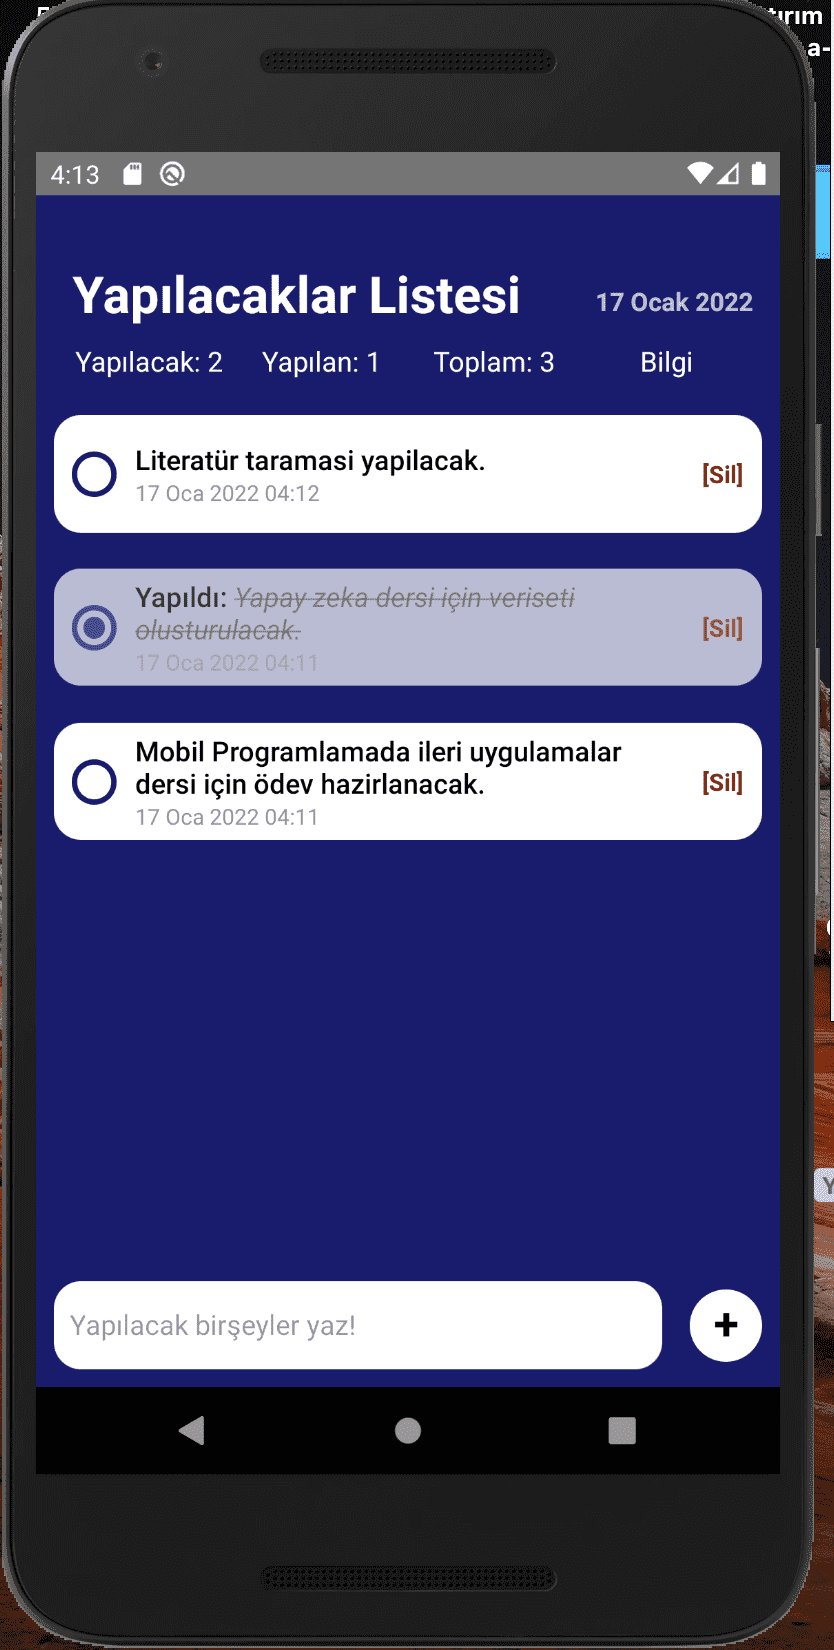 tırım
a-
4:13
Yapılacaklar Listesi
17 Ocak 2022
Yapılacak: 2 Yapılan: 1 Toplam: 3 Bilgi
Literatür taramasi yapilacak.
17 Oca 2022 04:12
[Sil]
Yapıldı: Yapay zeka dersi için veriseti
olusturulacak.
17 Oca 2022 04:11
[Sil]
Mobil Programlamada ileri uygulamalar
dersi için ödev hazirlanacak.
17 Oca 2022 04:11
[Sil]
Yapılacak birşeyler yaz!
+
Y